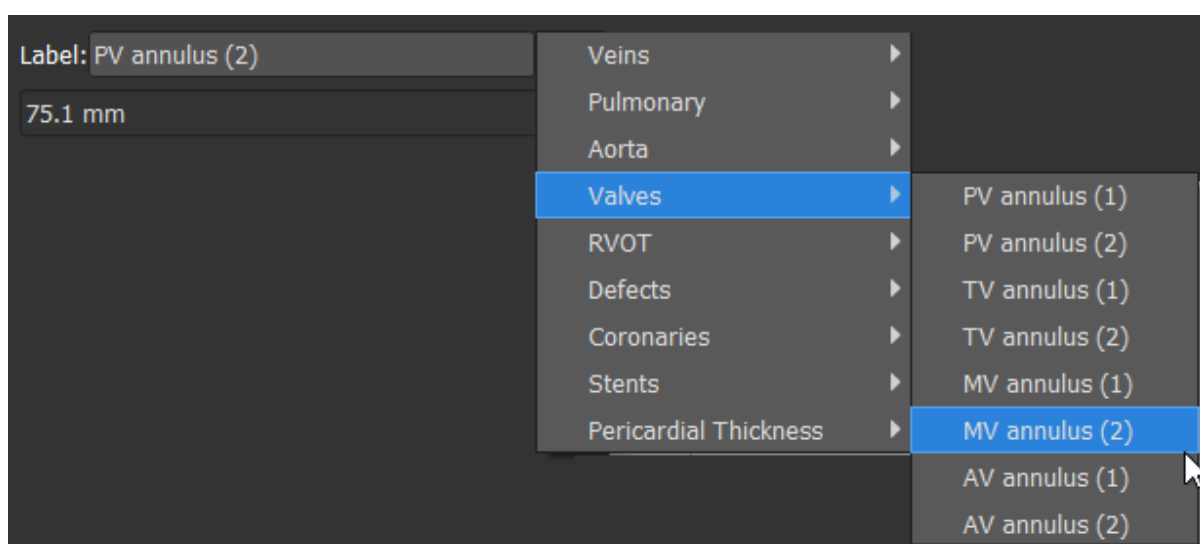 Label: PV annulus (2)
75.1 mm
Veins
Pulmonary
Aorta
Valves
RVOT
Defects
Coronaries
Stents
Pericardial Thickness
PV annulus (1)
PV annulus (2)
TV annulus (1)
TV annulus (2)
MV annulus (1)
MV annulus (2)
AV annulus (1)
AV annulus (2)